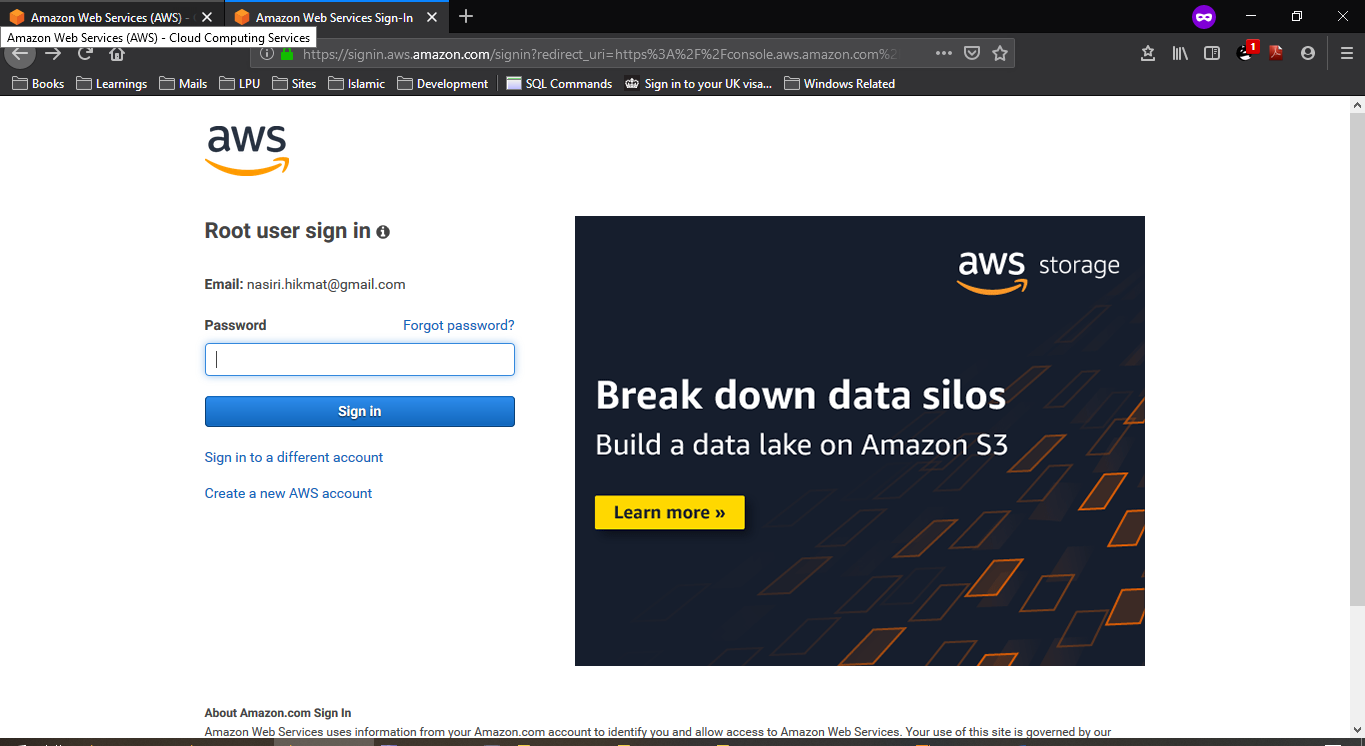 Amazon Web Services (AWS) -
Amazon Web Services Sign-In
Amazon Web Services (AWS) - Cloud Computing Services
https://signin.aws.amazon.com/signin?redirect_uri=https%3A%2F%2Fconsole.aws.amazon.com%2
1
Books Learnings Mails LPU Sites Islamic Development SQL Commands Sign in to your UK visa... Windows Related
aws
Root user sign in
Email: nasiri.hikmat@gmail.com
Password Forgot password?
Sign in
Sign in to a different account
Create a new AWS account
aws storage
Break down data silos
Build a data lake on Amazon S3
Learn more »
About Amazon.com Sign In
Amazon Web Services uses information from your Amazon.com account to identify you and allow access to Amazon Web Services. Your use of this site is governed by our